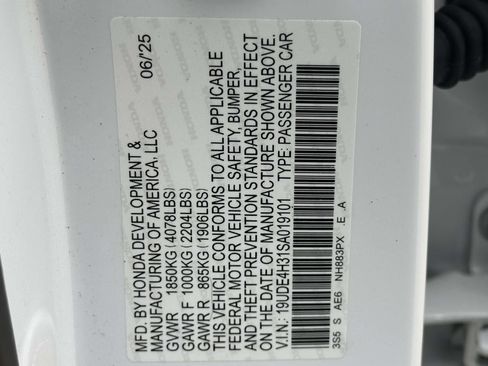 MFD. BY HONDA DEVELOPMENT &
MANUFACTURING OF AMERICA, LLC
06/'25
GVWR 1850KG (4078LBS)
GAWR F 1000KG (2204LBS)
GAWR R 865KG (1906LBS)
THIS VEHICLE CONFORMS TO ALL APPLICABLE
FEDERAL MOTOR VEHICLE SAFETY, BUMPER,
AND THEFT PREVENTION STANDARDS IN EFFECT
ON THE DATE OF MANUFACTURE SHOWN ABOVE.
V.I.N.: 19UDE4H31SA019101 TYPE: PASSENGER CAR
3S5 S AE6 NH883PX E A